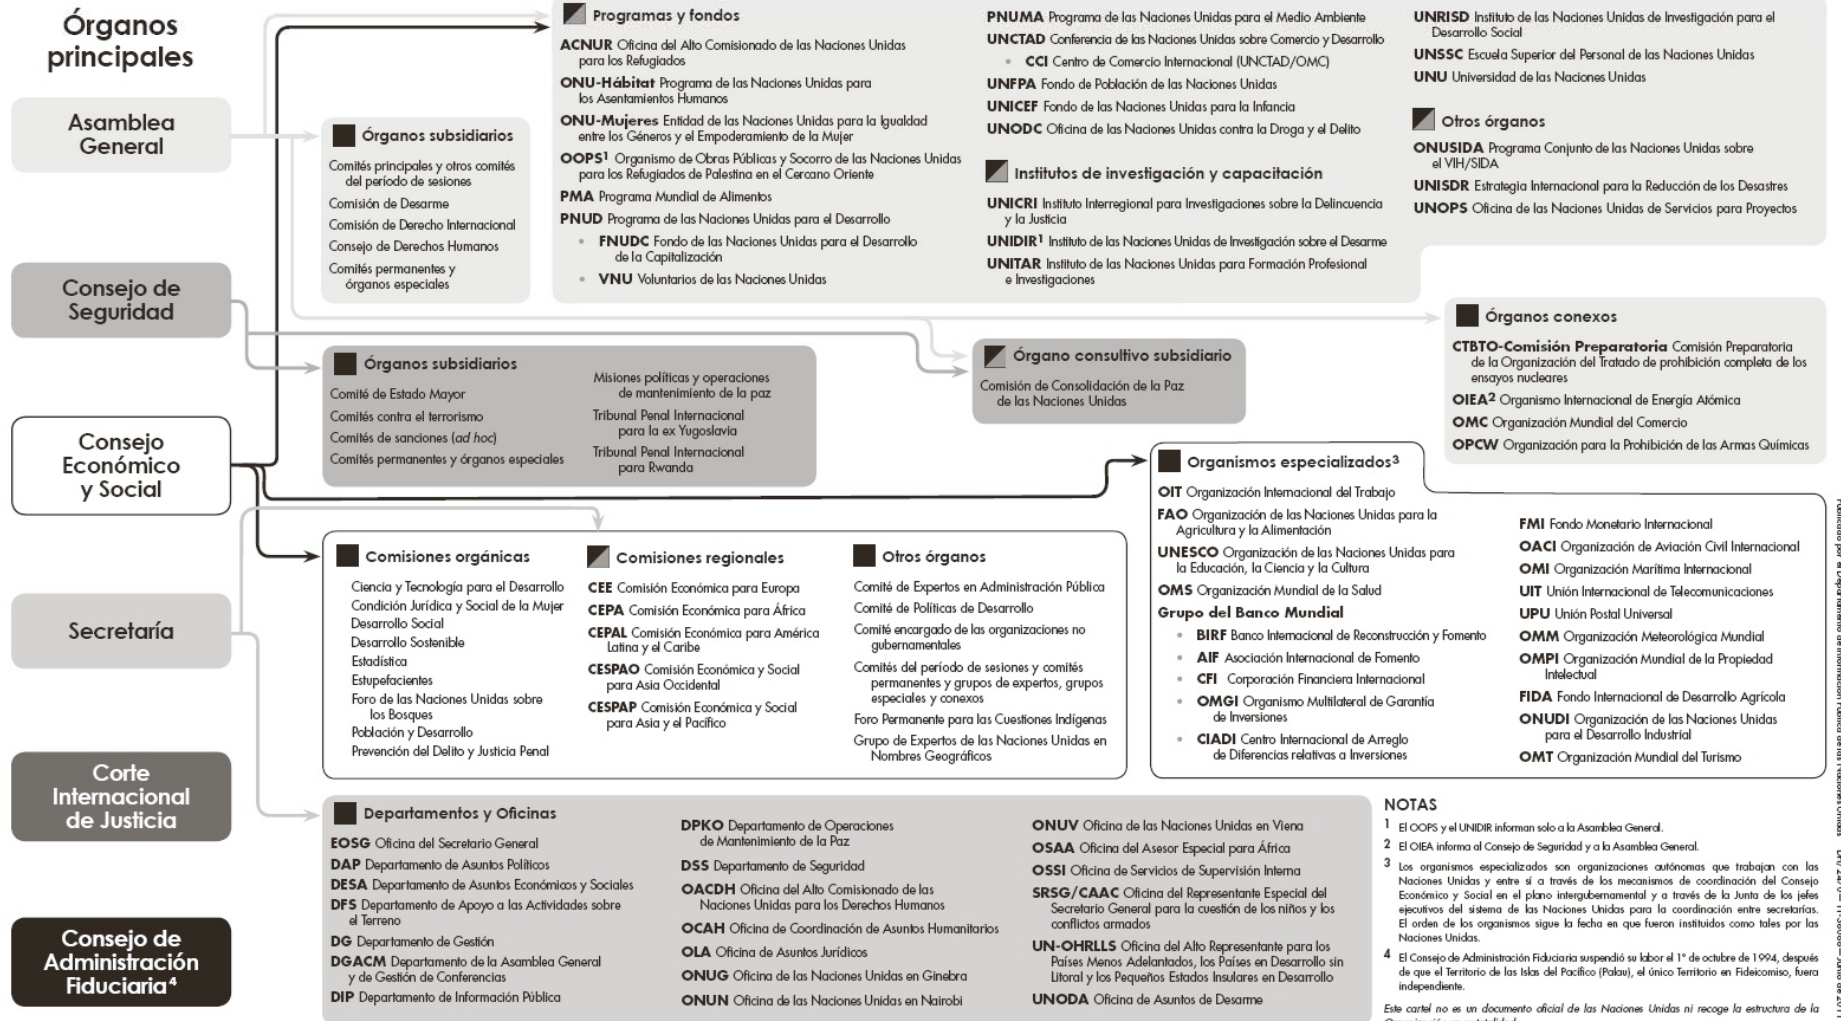 Órganos
principales
Asamblea
General
Consejo de
Seguridad
Consejo
Económico
y Social
Secretaría
Corte
Internacional
de Justicia
Consejo de
Administración
Fiduciaria⁴
Órganos subsidiarios
Comités principales y otros comités
del período de sesiones
Comisión de Desarme
Comisión de Derecho Internacional
Consejo de Derechos Humanos
Comités permanentes y
órganos especiales
Programas y fondos
ACNUR Oficina del Alto Comisionado de las Naciones Unidas
para los Refugiados
ONU-Hábitat Programa de las Naciones Unidas para
los Asentamientos Humanos
ONU-Mujeres Entidad de las Naciones Unidas para la Igualdad
entre los Géneros y el Empoderamiento de la Mujer
OOPS¹ Organismo de Obras Públicas y Socorro de las Naciones Unidas
para los Refugiados de Palestina en el Cercano Oriente
PMA Programa Mundial de Alimentos
PNUD Programa de las Naciones Unidas para el Desarrollo
• FNUDC Fondo de las Naciones Unidas para el Desarrollo
de la Capitalización
• VNU Voluntarios de las Naciones Unidas
PNUMA Programa de las Naciones Unidas para el Medio Ambiente
UNCTAD Conferencia de las Naciones Unidas sobre Comercio y Desarrollo
• CCI Centro de Comercio Internacional (UNCTAD/OMC)
UNFPA Fondo de Población de las Naciones Unidas
UNICEF Fondo de las Naciones Unidas para la Infancia
UNODC Oficina de las Naciones Unidas contra la Droga y el Delito
Institutos de investigación y capacitación
UNICRI Instituto Interregional para Investigaciones sobre la Delincuencia
y la Justicia
UNIDIR¹ Instituto de las Naciones Unidas de Investigación sobre el Desarme
UNITAR Instituto de las Naciones Unidas para Formación Profesional
e Investigaciones
UNRISD Instituto de las Naciones Unidas de Investigación para el
Desarrollo Social
UNSSC Escuela Superior del Personal de las Naciones Unidas
UNU Universidad de las Naciones Unidas
Otros órganos
ONUSIDA Programa Conjunto de las Naciones Unidas sobre
el VIH/SIDA
UNISDR Estrategia Internacional para la Reducción de los Desastres
UNOPS Oficina de las Naciones Unidas de Servicios para Proyectos
Órganos subsidiarios
Comité de Estado Mayor
Comités contra el terrorismo
Comités de sanciones (ad hoc)
Comités permanentes y órganos especiales
Misiones políticas y operaciones
de mantenimiento de la paz
Tribunal Penal Internacional
para la ex Yugoslavia
Tribunal Penal Internacional
para Rwanda
Órgano consultivo subsidiario
Comisión de Consolidación de la Paz
de las Naciones Unidas
Órganos conexos
CTBTO-Comisión Preparatoria Comisión Preparatoria
de la Organización del Tratado de prohibición completa de los
ensayos nucleares
OIEA² Organismo Internacional de Energía Atómica
OMC Organización Mundial del Comercio
OPCW Organización para la Prohibición de las Armas Químicas
Comisiones orgánicas
Ciencia y Tecnología para el Desarrollo
Condición Jurídica y Social de la Mujer
Desarrollo Social
Desarrollo Sostenible
Estadística
Estupefacientes
Foro de las Naciones Unidas sobre
los Bosques
Población y Desarrollo
Prevención del Delito y Justicia Penal
Comisiones regionales
CEE Comisión Económica para Europa
CEPA Comisión Económica para África
CEPAL Comisión Económica para América
Latina y el Caribe
CESPAO Comisión Económica y Social
para Asia Occidental
CESPAP Comisión Económica y Social
para Asia y el Pacífico
Otros órganos
Comité de Expertos en Administración Pública
Comité de Políticas de Desarrollo
Comité encargado de las organizaciones no
gubernamentales
Comités del período de sesiones y comités
permanentes y grupos de expertos, grupos
especiales y conexos
Foro Permanente para las Cuestiones Indígenas
Grupo de Expertos de las Naciones Unidas en
Nombres Geográficos
Organismos especializados³
OIT Organización Internacional del Trabajo
FAO Organización de las Naciones Unidas para la
Agricultura y la Alimentación
UNESCO Organización de las Naciones Unidas para
la Educación, la Ciencia y la Cultura
OMS Organización Mundial de la Salud
Grupo del Banco Mundial
• BIRF Banco Internacional de Reconstrucción y Fomento
• AIF Asociación Internacional de Fomento
• CFI Corporación Financiera Internacional
• OMGI Organismo Multilateral de Garantía
de Inversiones
• CIADI Centro Internacional de Arreglo
de Diferencias relativas a Inversiones
FMI Fondo Monetario Internacional
OACI Organización de Aviación Civil Internacional
OMI Organización Marítima Internacional
UIT Unión Internacional de Telecomunicaciones
UPU Unión Postal Universal
OMM Organización Meteorológica Mundial
OMPI Organización Mundial de la Propiedad
Intelectual
FIDA Fondo Internacional de Desarrollo Agrícola
ONUDI Organización de las Naciones Unidas
para el Desarrollo Industrial
OMT Organización Mundial del Turismo
Departamentos y Oficinas
EOSG Oficina del Secretario General
DAP Departamento de Asuntos Políticos
DESA Departamento de Asuntos Económicos y Sociales
DFS Departamento de Apoyo a las Actividades sobre
el Terreno
DG Departamento de Gestión
DGACM Departamento de la Asamblea General
y de Gestión de Conferencias
DIP Departamento de Información Pública
DPKO Departamento de Operaciones
de Mantenimiento de la Paz
DSS Departamento de Seguridad
OACDH Oficina del Alto Comisionado de las
Naciones Unidas para los Derechos Humanos
OCAH Oficina de Coordinación de Asuntos Humanitarios
OLA Oficina de Asuntos Jurídicos
ONUG Oficina de las Naciones Unidas en Ginebra
ONUN Oficina de las Naciones Unidas en Nairobi
ONUV Oficina de las Naciones Unidas en Viena
OSAA Oficina del Asesor Especial para África
OSSI Oficina de Servicios de Supervisión Interna
SRSG/CAAC Oficina del Representante Especial del
Secretario General para la cuestión de los niños y los
conflictos armados
UN-OHRLLS Oficina del Alto Representante para los
Países Menos Adelantados, los Países en Desarrollo sin
Litoral y los Pequeños Estados Insulares en Desarrollo
UNODA Oficina de Asuntos de Desarme
NOTAS
1 El OOPS y el UNIDIR informan solo a la Asamblea General.
2 El OIEA informa al Consejo de Seguridad y a la Asamblea General.
3 Los organismos especializados son organizaciones autónomas que trabajan con las
Naciones Unidas y entre sí a través de los mecanismos de coordinación del Consejo
Económico y Social en el plano intergubernamental y a través de la Junta de los jefes
ejecutivos del sistema de las Naciones Unidas para la coordinación entre secretarías.
El orden de los organismos sigue la fecha en que fueron instituidos como tales por las
Naciones Unidas.
4 El Consejo de Administración Fiduciaria suspendió su labor el 1° de octubre de 1994, después
de que el Territorio de las Islas del Pacífico (Palau), el único Territorio en Fideicomiso, fuera
independiente.
Este cartel no es un documento oficial de las Naciones Unidas ni recoge la estructura de la